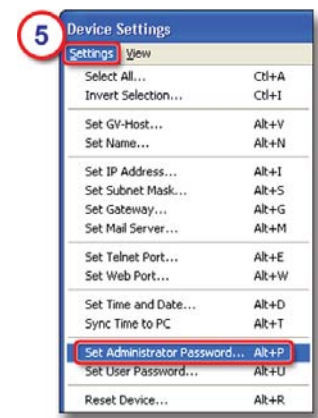 5
Device Settings
Settings View
Select All... Ctl+A
Invert Selection... Ctl+I
Set GV-Host... Alt+V
Set Name... Alt+N
Set IP Address... Alt+I
Set Subnet Mask... Alt+S
Set Gateway... Alt+G
Set Mail Server... Alt+M
Set Telnet Port... Alt+E
Set Web Port... Alt+W
Set Time and Date... Alt+D
Sync Time to PC Alt+T
Set Administrator Password... Alt+P
Set User Password... Alt+U
Reset Device... Alt+R